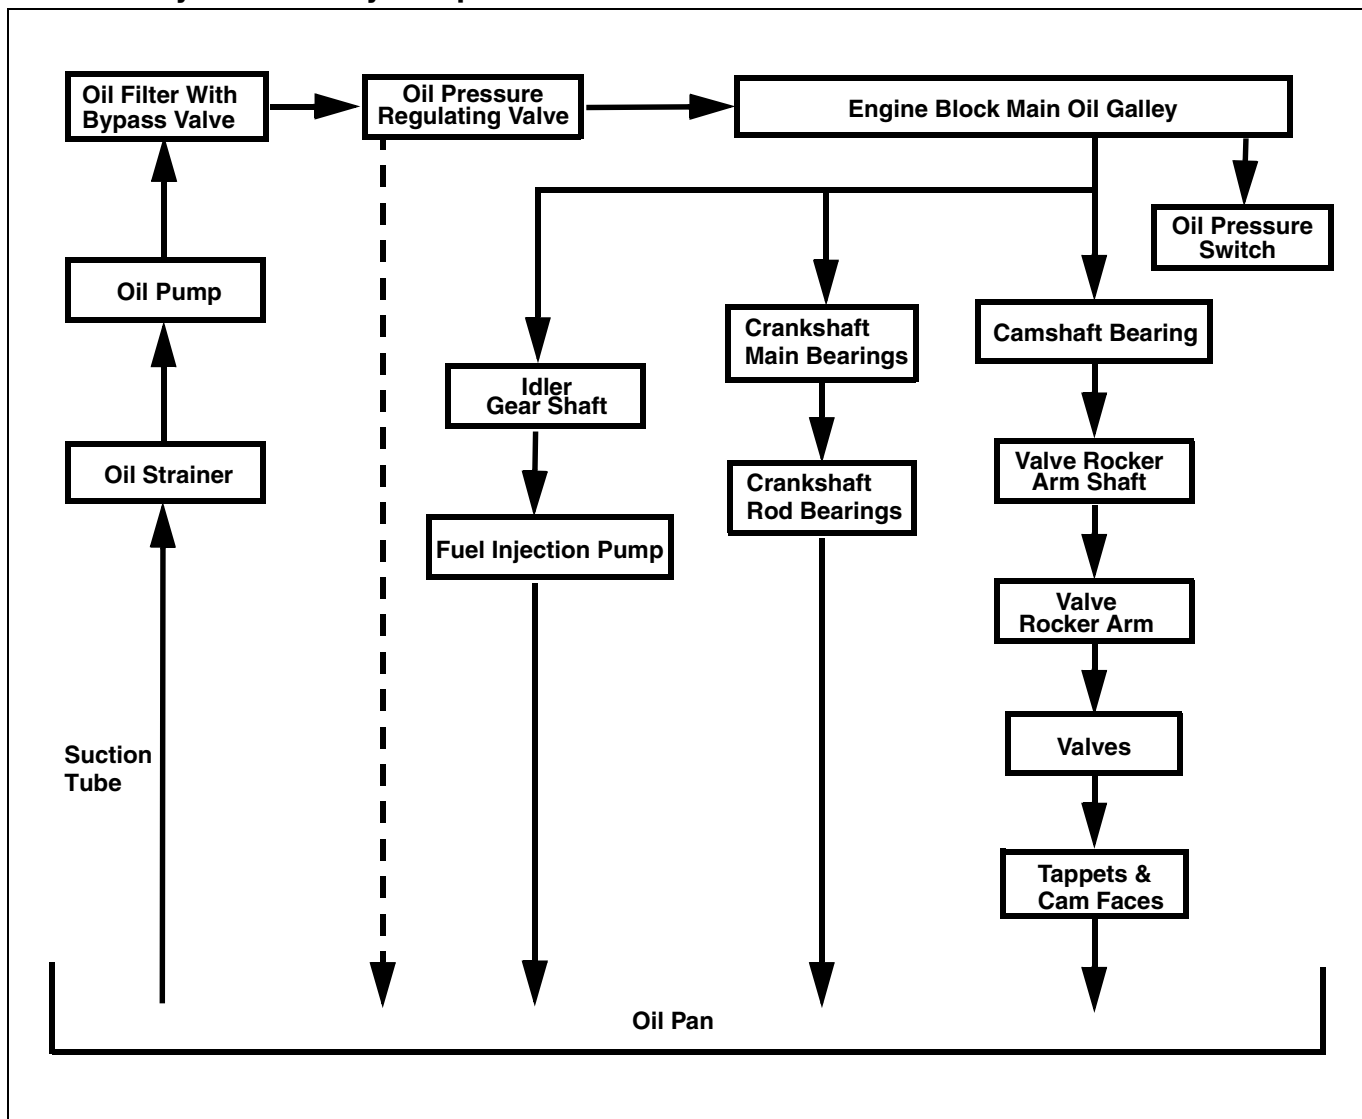 Oil Filter With
Bypass Valve
Oil Pressure
Regulating Valve
Engine Block Main Oil Galley
Oil Pressure
Switch
Oil Pump
Crankshaft
Main Bearings
Camshaft Bearing
Idler
Gear Shaft
Oil Strainer
Crankshaft
Rod Bearings
Valve Rocker
Arm Shaft
Fuel Injection Pump
Valve
Rocker Arm
Suction
Tube
Valves
Tappets &
Cam Faces
Oil Pan